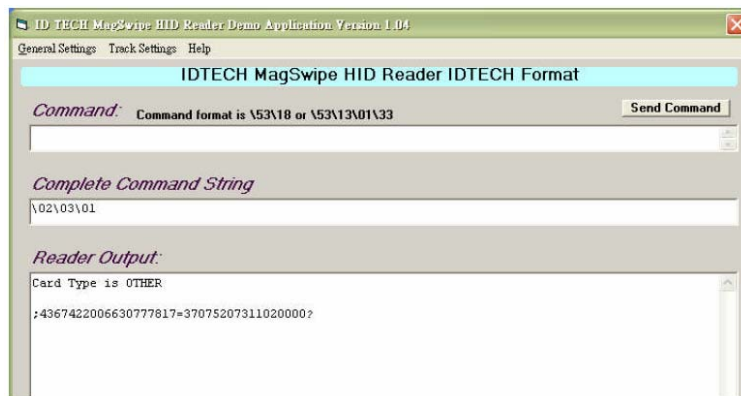 ID TECH MagSwipe HID Reader Demo Application Version 1.04
General Settings Track Settings Help
IDTECH MagSwipe HID Reader IDTECH Format
Command: Command format is \53\18 or \53\13\01\33
Send Command
Complete Command String
\02\03\01
Reader Output:
Card Type is OTHER
;4367422006630777817=37075207311020000?